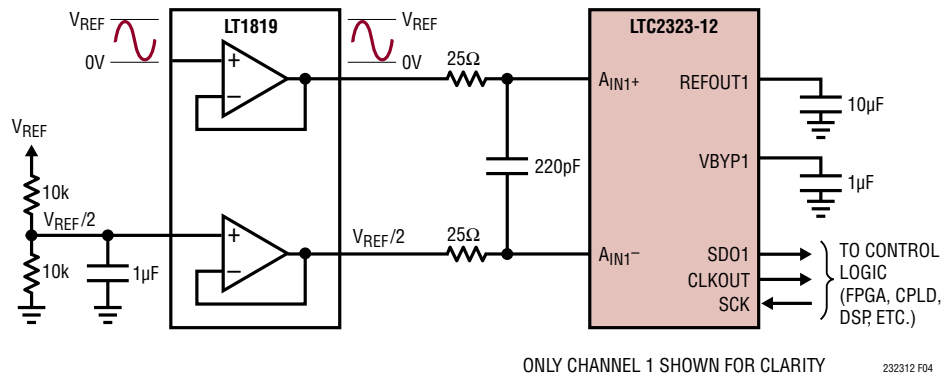 LT1819
LTC2323-12
VREF
0V
VREF
0V
+
–
25Ω
AIN1+
REFOUT1
10µF
VREF
10k
VREF/2
10k
1µF
220pF
VBYP1
1µF
+
–
VREF/2
25Ω
AIN1–
SDO1
CLKOUT
SCK
TO CONTROL
LOGIC
(FPGA, CPLD,
DSP, ETC.)
ONLY CHANNEL 1 SHOWN FOR CLARITY
232312 F04